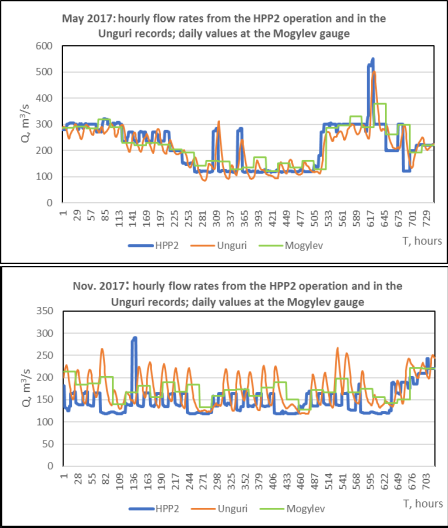 May 2017: hourly flow rates from the HPP2 operation and in the
Unguri records; daily values at the Mogylev gauge
600
500
400
300
200
100
0
Q, m³/s
1 29 57 85 113 141 169 197 225 253 281 309 337 365 393 421 449 477 505 533 561 589 617 645 673 701 729
T, hours
HPP2 Unguri Mogylev
Nov. 2017: hourly flow rates from the HPP2 operation and in the
Unguri records; daily values at the Mogylev gauge
350
300
250
200
150
100
50
0
Q, m³/s
1 28 55 82 109 136 163 190 217 244 271 298 325 352 379 406 433 460 487 514 541 568 595 622 649 676 703
T, hours
HPP2 Unguri Mogylev